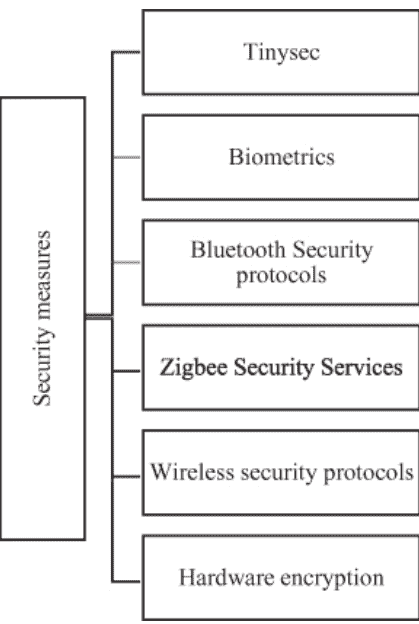 Security measures
Tinysec
Biometrics
Bluetooth Security
protocols
Zigbee Security Services
Wireless security protocols
Hardware encryption